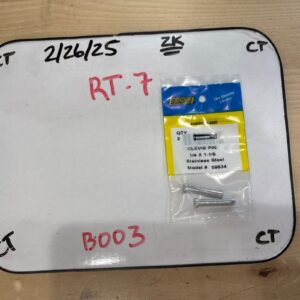 2/26/25
ZK
CT
CT
RT-7
QTY
2
CLEVIS PIN
1/4 X 1-1/8
Stainless Steel
Model # 39634
B003
CT
CT